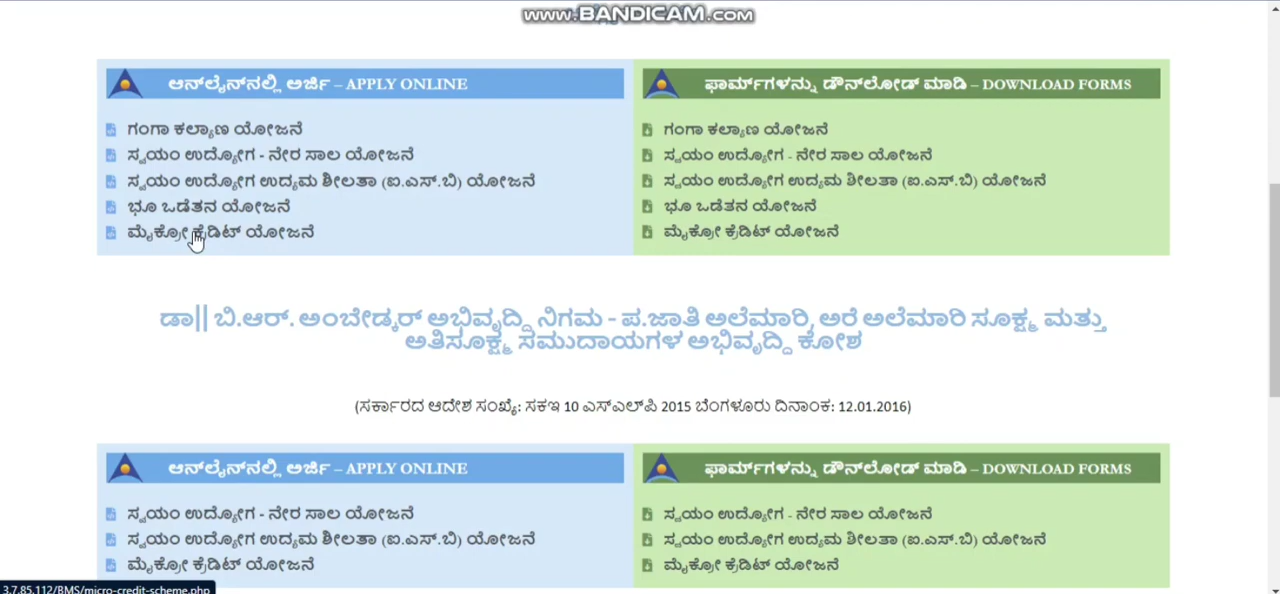 www.BANDICAM.com
ಆನ್‌ಲೈನ್‌ನಲ್ಲಿ ಅರ್ಜಿ – APPLY ONLINE
ಗಂಗಾ ಕಲ್ಯಾಣ ಯೋಜನೆ
ಸ್ವಯಂ ಉದ್ಯೋಗ - ನೇರ ಸಾಲ ಯೋಜನೆ
ಸ್ವಯಂ ಉದ್ಯೋಗ ಉದ್ಯಮ ಶೀಲತಾ (ಐ.ಎಸ್.ಬಿ) ಯೋಜನೆ
ಭೂ ಒಡೆತನ ಯೋಜನೆ
ಮೈಕ್ರೋ ಕ್ರೆಡಿಟ್ ಯೋಜನೆ
ಫಾರ್ಮ್‌ಗಳನ್ನು ಡೌನ್‌ಲೋಡ್ ಮಾಡಿ – DOWNLOAD FORMS
ಗಂಗಾ ಕಲ್ಯಾಣ ಯೋಜನೆ
ಸ್ವಯಂ ಉದ್ಯೋಗ - ನೇರ ಸಾಲ ಯೋಜನೆ
ಸ್ವಯಂ ಉದ್ಯೋಗ ಉದ್ಯಮ ಶೀಲತಾ (ಐ.ಎಸ್.ಬಿ) ಯೋಜನೆ
ಭೂ ಒಡೆತನ ಯೋಜನೆ
ಮೈಕ್ರೋ ಕ್ರೆಡಿಟ್ ಯೋಜನೆ
ಡಾ|| ಬಿ.ಆರ್. ಅಂಬೇಡ್ಕರ್ ಅಭಿವೃದ್ದಿ ನಿಗಮ - ಪ.ಜಾತಿ ಅಲೆಮಾರಿ, ಅರೆ ಅಲೆಮಾರಿ ಸೂಕ್ಷ್ಮ ಮತ್ತು
ಅತಿಸೂಕ್ಷ್ಮ ಸಮುದಾಯಗಳ ಅಭಿವೃದ್ದಿ ಕೋಶ
(ಸರ್ಕಾರದ ಆದೇಶ ಸಂಖ್ಯೆ: ಸಕಇ 10 ಎಸ್ಎಲ್‌ಪಿ 2015 ಬೆಂಗಳೂರು ದಿನಾಂಕ: 12.01.2016)
ಆನ್‌ಲೈನ್‌ನಲ್ಲಿ ಅರ್ಜಿ – APPLY ONLINE
ಸ್ವಯಂ ಉದ್ಯೋಗ - ನೇರ ಸಾಲ ಯೋಜನೆ
ಸ್ವಯಂ ಉದ್ಯೋಗ ಉದ್ಯಮ ಶೀಲತಾ (ಐ.ಎಸ್.ಬಿ) ಯೋಜನೆ
ಮೈಕ್ರೋ ಕ್ರೆಡಿಟ್ ಯೋಜನೆ
ಫಾರ್ಮ್‌ಗಳನ್ನು ಡೌನ್‌ಲೋಡ್ ಮಾಡಿ – DOWNLOAD FORMS
ಸ್ವಯಂ ಉದ್ಯೋಗ - ನೇರ ಸಾಲ ಯೋಜನೆ
ಸ್ವಯಂ ಉದ್ಯೋಗ ಉದ್ಯಮ ಶೀಲತಾ (ಐ.ಎಸ್.ಬಿ) ಯೋಜನೆ
ಮೈಕ್ರೋ ಕ್ರೆಡಿಟ್ ಯೋಜನೆ
3.7.85.112/BMS/micro-credit-scheme.php